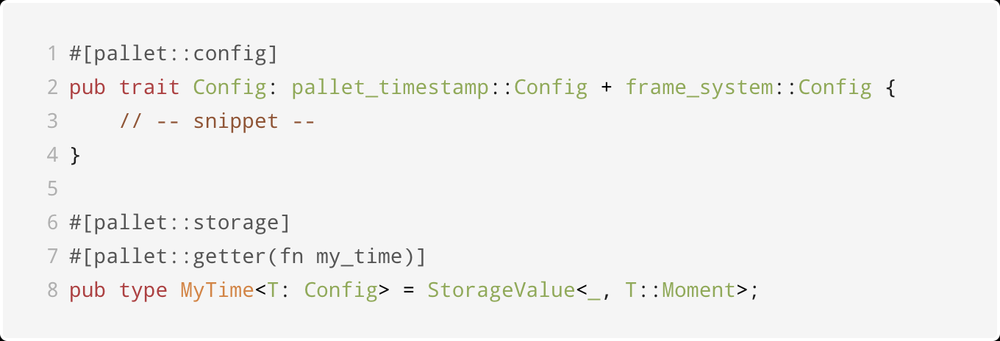 1 #[pallet::config]
2 pub trait Config: pallet_timestamp::Config + frame_system::Config {
3     // -- snippet --
4 }
5
6 #[pallet::storage]
7 #[pallet::getter(fn my_time)]
8 pub type MyTime<T: Config> = StorageValue<_, T::Moment>;